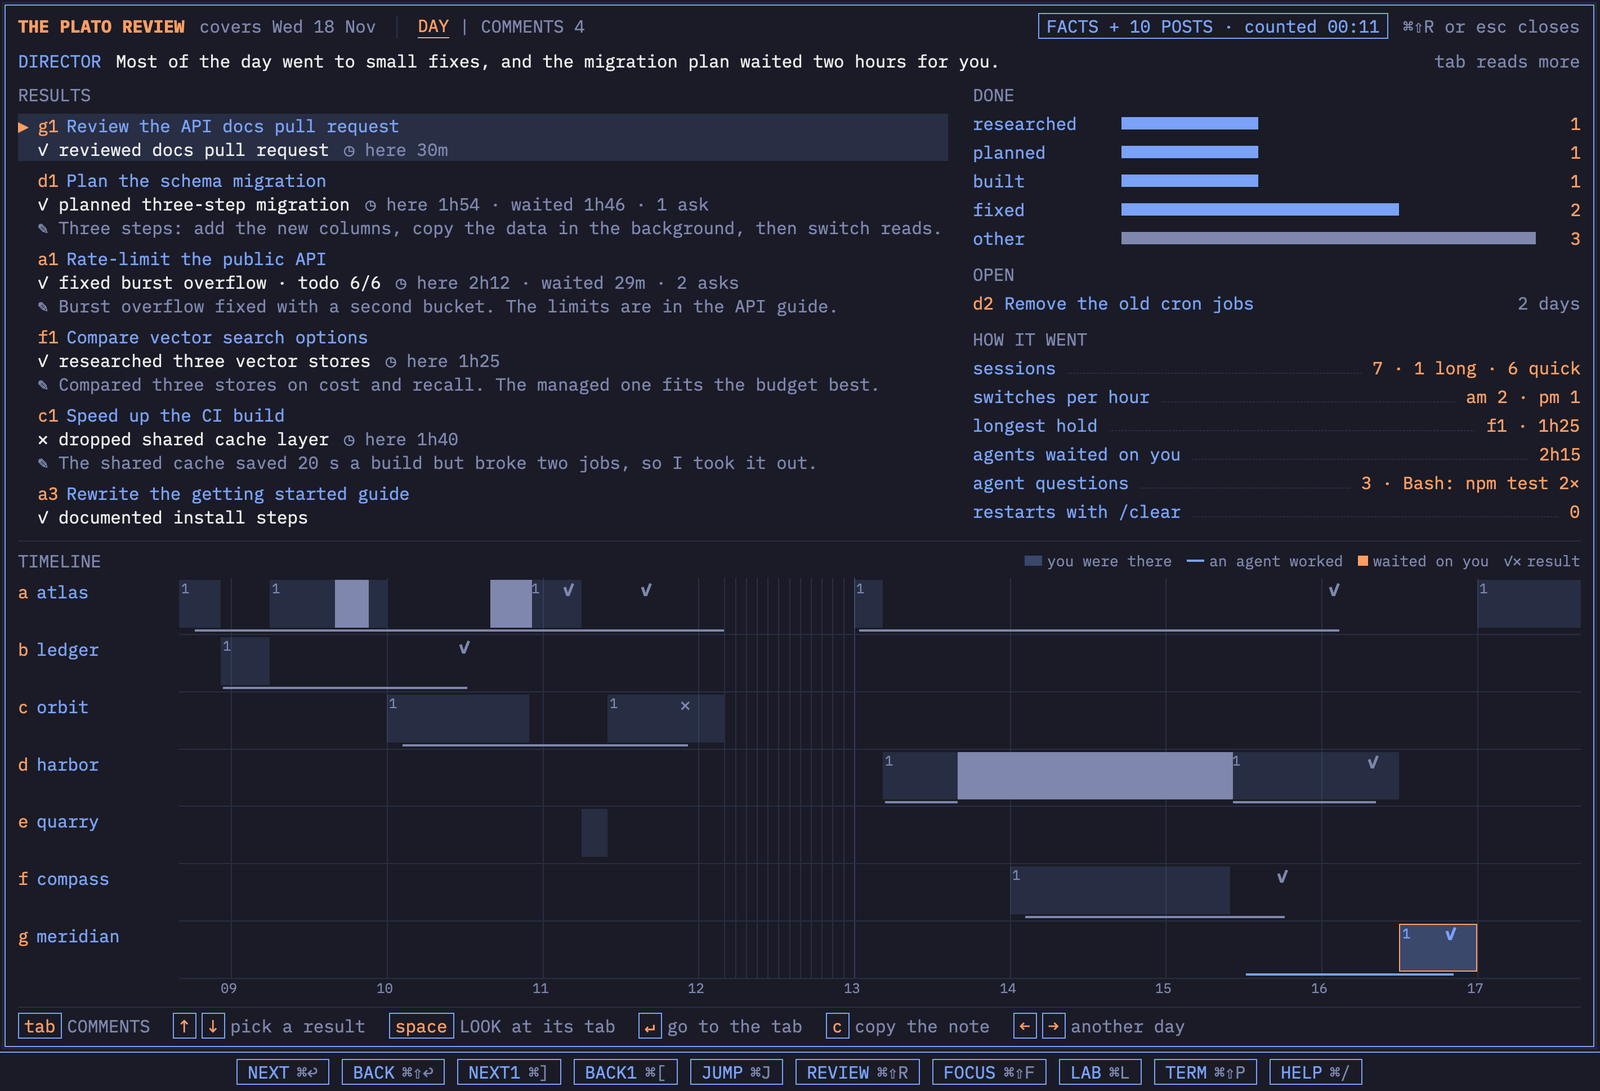 THE PLATO REVIEW covers Wed 18 Nov DAY | COMMENTS 4 FACTS + 10 POSTS · counted 00:11 ⌘⇧R or esc closes
DIRECTOR Most of the day went to small fixes, and the migration plan waited two hours for you. tab reads more
RESULTS
▶ g1 Review the API docs pull request
✓ reviewed docs pull request ◷ here 30m
d1 Plan the schema migration
✓ planned three-step migration ◷ here 1h54 · waited 1h46 · 1 ask
✎ Three steps: add the new columns, copy the data in the background, then switch reads.
a1 Rate-limit the public API
✓ fixed burst overflow · todo 6/6 ◷ here 2h12 · waited 29m · 2 asks
✎ Burst overflow fixed with a second bucket. The limits are in the API guide.
f1 Compare vector search options
✓ researched three vector stores ◷ here 1h25
✎ Compared three stores on cost and recall. The managed one fits the budget best.
c1 Speed up the CI build
× dropped shared cache layer ◷ here 1h40
✎ The shared cache saved 20 s a build but broke two jobs, so I took it out.
a3 Rewrite the getting started guide
✓ documented install steps
DONE
researched 1
planned 1
built 1
fixed 2
other 3
OPEN
d2 Remove the old cron jobs 2 days
HOW IT WENT
sessions 7 · 1 long · 6 quick
switches per hour am 2 · pm 1
longest hold f1 · 1h25
agents waited on you 2h15
agent questions 3 · Bash: npm test 2×
restarts with /clear 0
TIMELINE you were there an agent worked waited on you ✓× result
a atlas 1 1 1 ✓ ✓ 1 ✓ 1
b ledger 1 ✓
c orbit 1 1 ×
d harbor 1 1 ✓
e quarry
f compass 1 ✓
g meridian 1 ✓
09 10 11 12 13 14 15 16 17
tab COMMENTS ↑ ↓ pick a result space LOOK at its tab ↵ go to the tab c copy the note ← → another day
NEXT ⌘↩ BACK ⌘⇧↩ NEXT1 ⌘] BACK1 ⌘[ JUMP ⌘J REVIEW ⌘⇧R FOCUS ⌘⇧F LAB ⌘L TERM ⌘⇧P HELP ⌘/